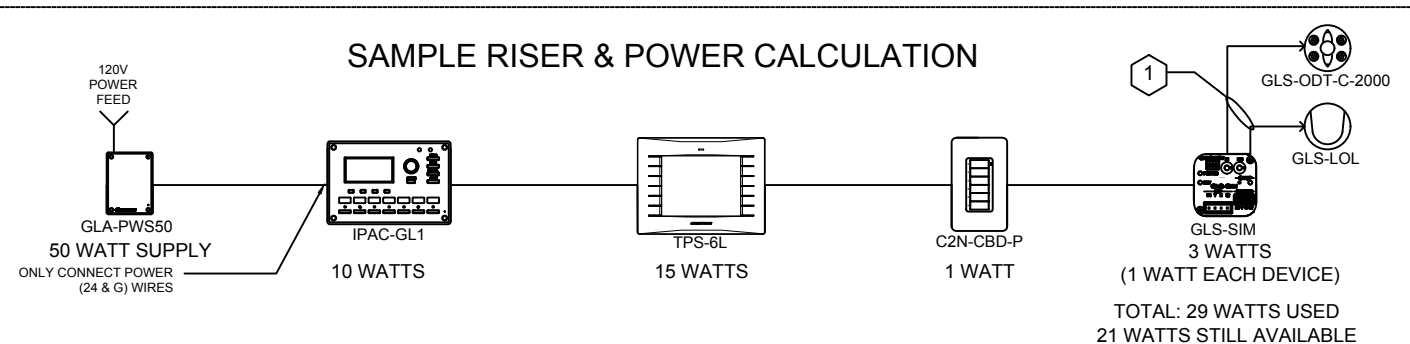 SAMPLE RISER & POWER CALCULATION
120V
POWER
FEED
1
GLS-ODT-C-2000
GLS-LOL
GLA-PWS50
50 WATT SUPPLY
ONLY CONNECT POWER
(24 & G) WIRES
IPAC-GL1
10 WATTS
TPS-6L
15 WATTS
C2N-CBD-P
1 WATT
GLS-SIM
3 WATTS
(1 WATT EACH DEVICE)
TOTAL: 29 WATTS USED
21 WATTS STILL AVAILABLE